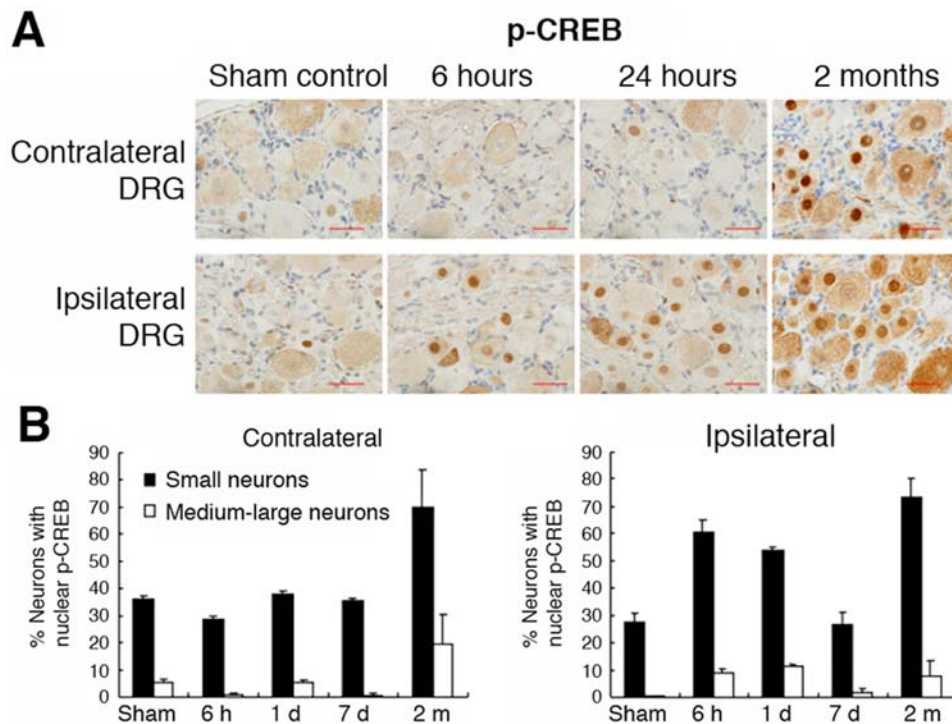 A
p-CREB
Sham control 6 hours 24 hours 2 months
Contralateral
DRG
Ipsilateral
DRG
B
Contralateral
% Neurons with
nuclear p-CREB
90
80
70
60
50
40
30
20
10
0
Small neurons
Medium-large neurons
Sham 6 h 1 d 7 d 2 m
Ipsilateral
% Neurons with
nuclear p-CREB
90
80
70
60
50
40
30
20
10
0
Sham 6 h 1 d 7 d 2 m